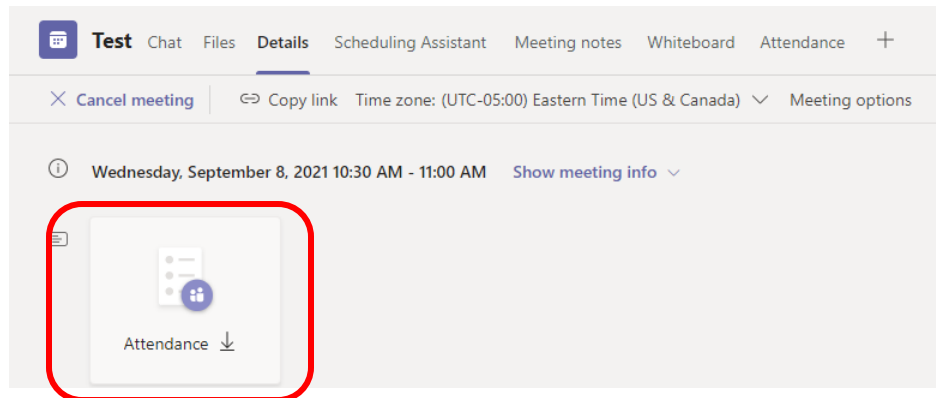 Test Chat Files Details Scheduling Assistant Meeting notes Whiteboard Attendance
Cancel meeting Copy link Time zone: (UTC-05:00) Eastern Time (US & Canada) Meeting options
Wednesday, September 8, 2021 10:30 AM - 11:00 AM Show meeting info
Attendance